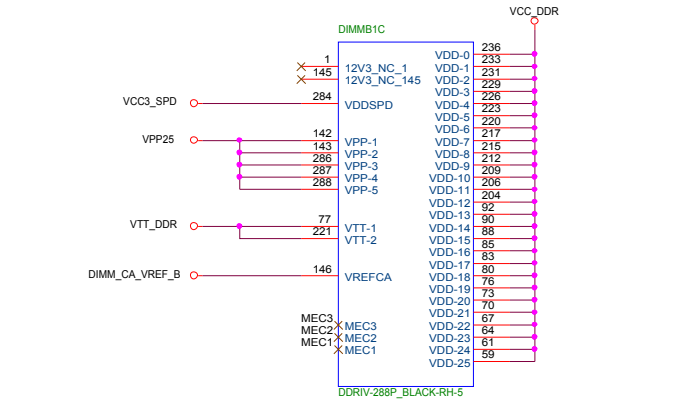 VCC_DDR
DIMMB1C
1 12V3_NC_1
145 12V3_NC_145
VCC3_SPD 284 VDDSPD
VPP25 142 VPP-1
143 VPP-2
286 VPP-3
287 VPP-4
288 VPP-5
VTT_DDR 77 VTT-1
221 VTT-2
DIMM_CA_VREF_B 146 VREFCA
MEC3 MEC3
MEC2 MEC2
MEC1 MEC1
VDD-0 236
VDD-1 233
VDD-2 231
VDD-3 229
VDD-4 226
VDD-5 223
VDD-6 220
VDD-7 217
VDD-8 215
VDD-9 212
VDD-10 209
VDD-11 206
VDD-12 204
VDD-13 92
VDD-14 90
VDD-15 88
VDD-16 85
VDD-17 83
VDD-18 80
VDD-19 76
VDD-20 73
VDD-21 70
VDD-22 67
VDD-23 64
VDD-24 61
VDD-25 59
DDRIV-288P_BLACK-RH-5